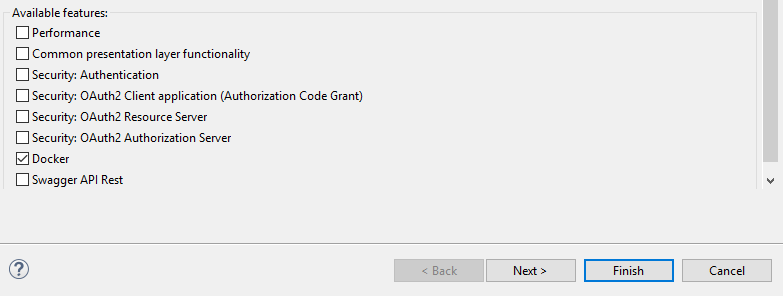 Available features:
Performance
Common presentation layer functionality
Security: Authentication
Security: OAuth2 Client application (Authorization Code Grant)
Security: OAuth2 Resource Server
Security: OAuth2 Authorization Server
Docker
Swagger API Rest
?
< Back
Next >
Finish
Cancel